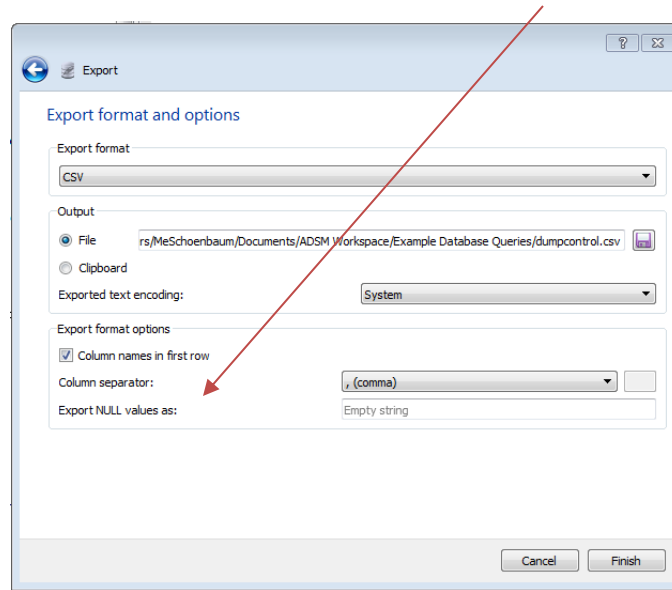 Export
Export format and options
Export format
CSV
Output
File rs/MeSchoenbaum/Documents/ADSM Workspace/Example Database Queries/dumpcontrol.csv
Clipboard
Exported text encoding: System
Export format options
Column names in first row
Column separator: , (comma)
Export NULL values as: Empty string
Cancel Finish